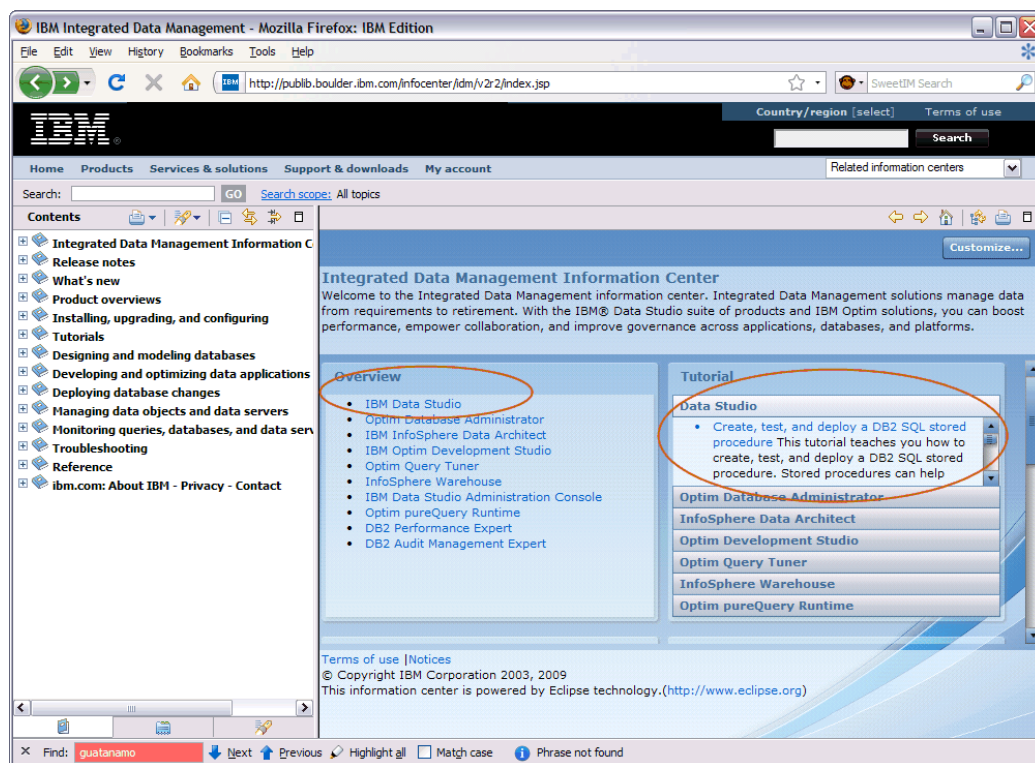 IBM Integrated Data Management - Mozilla Firefox: IBM Edition
File Edit View History Bookmarks Tools Help
IBM http://publib.boulder.ibm.com/infocenter/idm/v2r2/index.jsp SweetIM Search
Country/region [select] Terms of use
IBM®
Search
Home Products Services & solutions Support & downloads My account Related information centers
Search: GO Search scope: All topics
Contents
Customize...
Integrated Data Management Information C
Release notes
What's new
Product overviews
Installing, upgrading, and configuring
Tutorials
Designing and modeling databases
Developing and optimizing data applications
Deploying database changes
Managing data objects and data servers
Monitoring queries, databases, and data serv
Troubleshooting
Reference
ibm.com: About IBM - Privacy - Contact
Integrated Data Management Information Center
Welcome to the Integrated Data Management information center. Integrated Data Management solutions manage data
from requirements to retirement. With the IBM® Data Studio suite of products and IBM Optim solutions, you can boost
performance, empower collaboration, and improve governance across applications, databases, and platforms.
Overview
• IBM Data Studio
• Optim Database Administrator
• IBM InfoSphere Data Architect
• IBM Optim Development Studio
• Optim Query Tuner
• InfoSphere Warehouse
• IBM Data Studio Administration Console
• Optim pureQuery Runtime
• DB2 Performance Expert
• DB2 Audit Management Expert
Tutorial
Data Studio
• Create, test, and deploy a DB2 SQL stored
procedure This tutorial teaches you how to
create, test, and deploy a DB2 SQL stored
procedure. Stored procedures can help
Optim Database Administrator
InfoSphere Data Architect
Optim Development Studio
Optim Query Tuner
InfoSphere Warehouse
Optim pureQuery Runtime
Terms of use |Notices
© Copyright IBM Corporation 2003, 2009
This information center is powered by Eclipse technology.(http://www.eclipse.org)
Find: guatanamo Next Previous Highlight all Match case Phrase not found